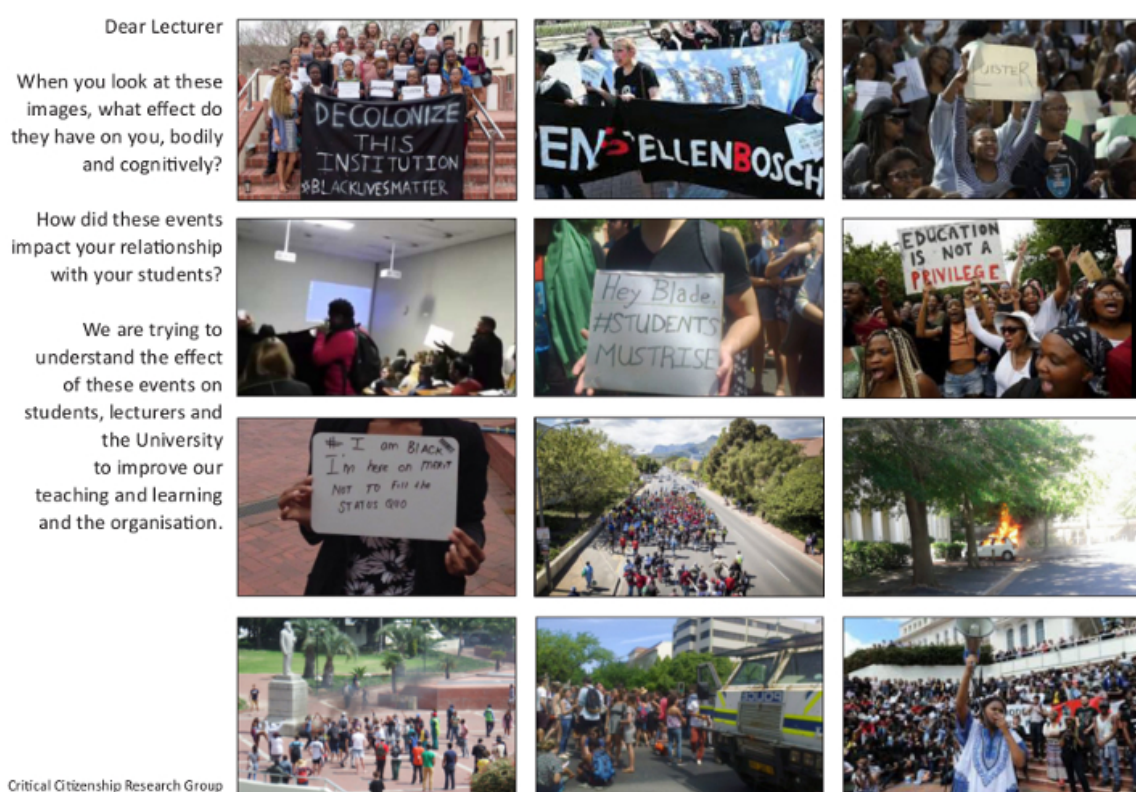 Dear Lecturer
When you look at these
images, what effect do
they have on you, bodily
and cognitively?
How did these events
impact your relationship
with your students?
We are trying to
understand the effect
of these events on
students, lecturers and
the University
to improve our
teaching and learning
and the organisation.
Critical Citizenship Research Group
DECOLONIZE
THIS
INSTITUTION
#BLACKLIVESMATTER
EN
STELLENBOSCH
EDUCATION
IS NOT A
PRIVILEGE
Hey Blade,
#STUDENTS
MUSTRISE
# I am BLACK
I'm here on MERIT
NOT TO Fill the
STATUS QUO